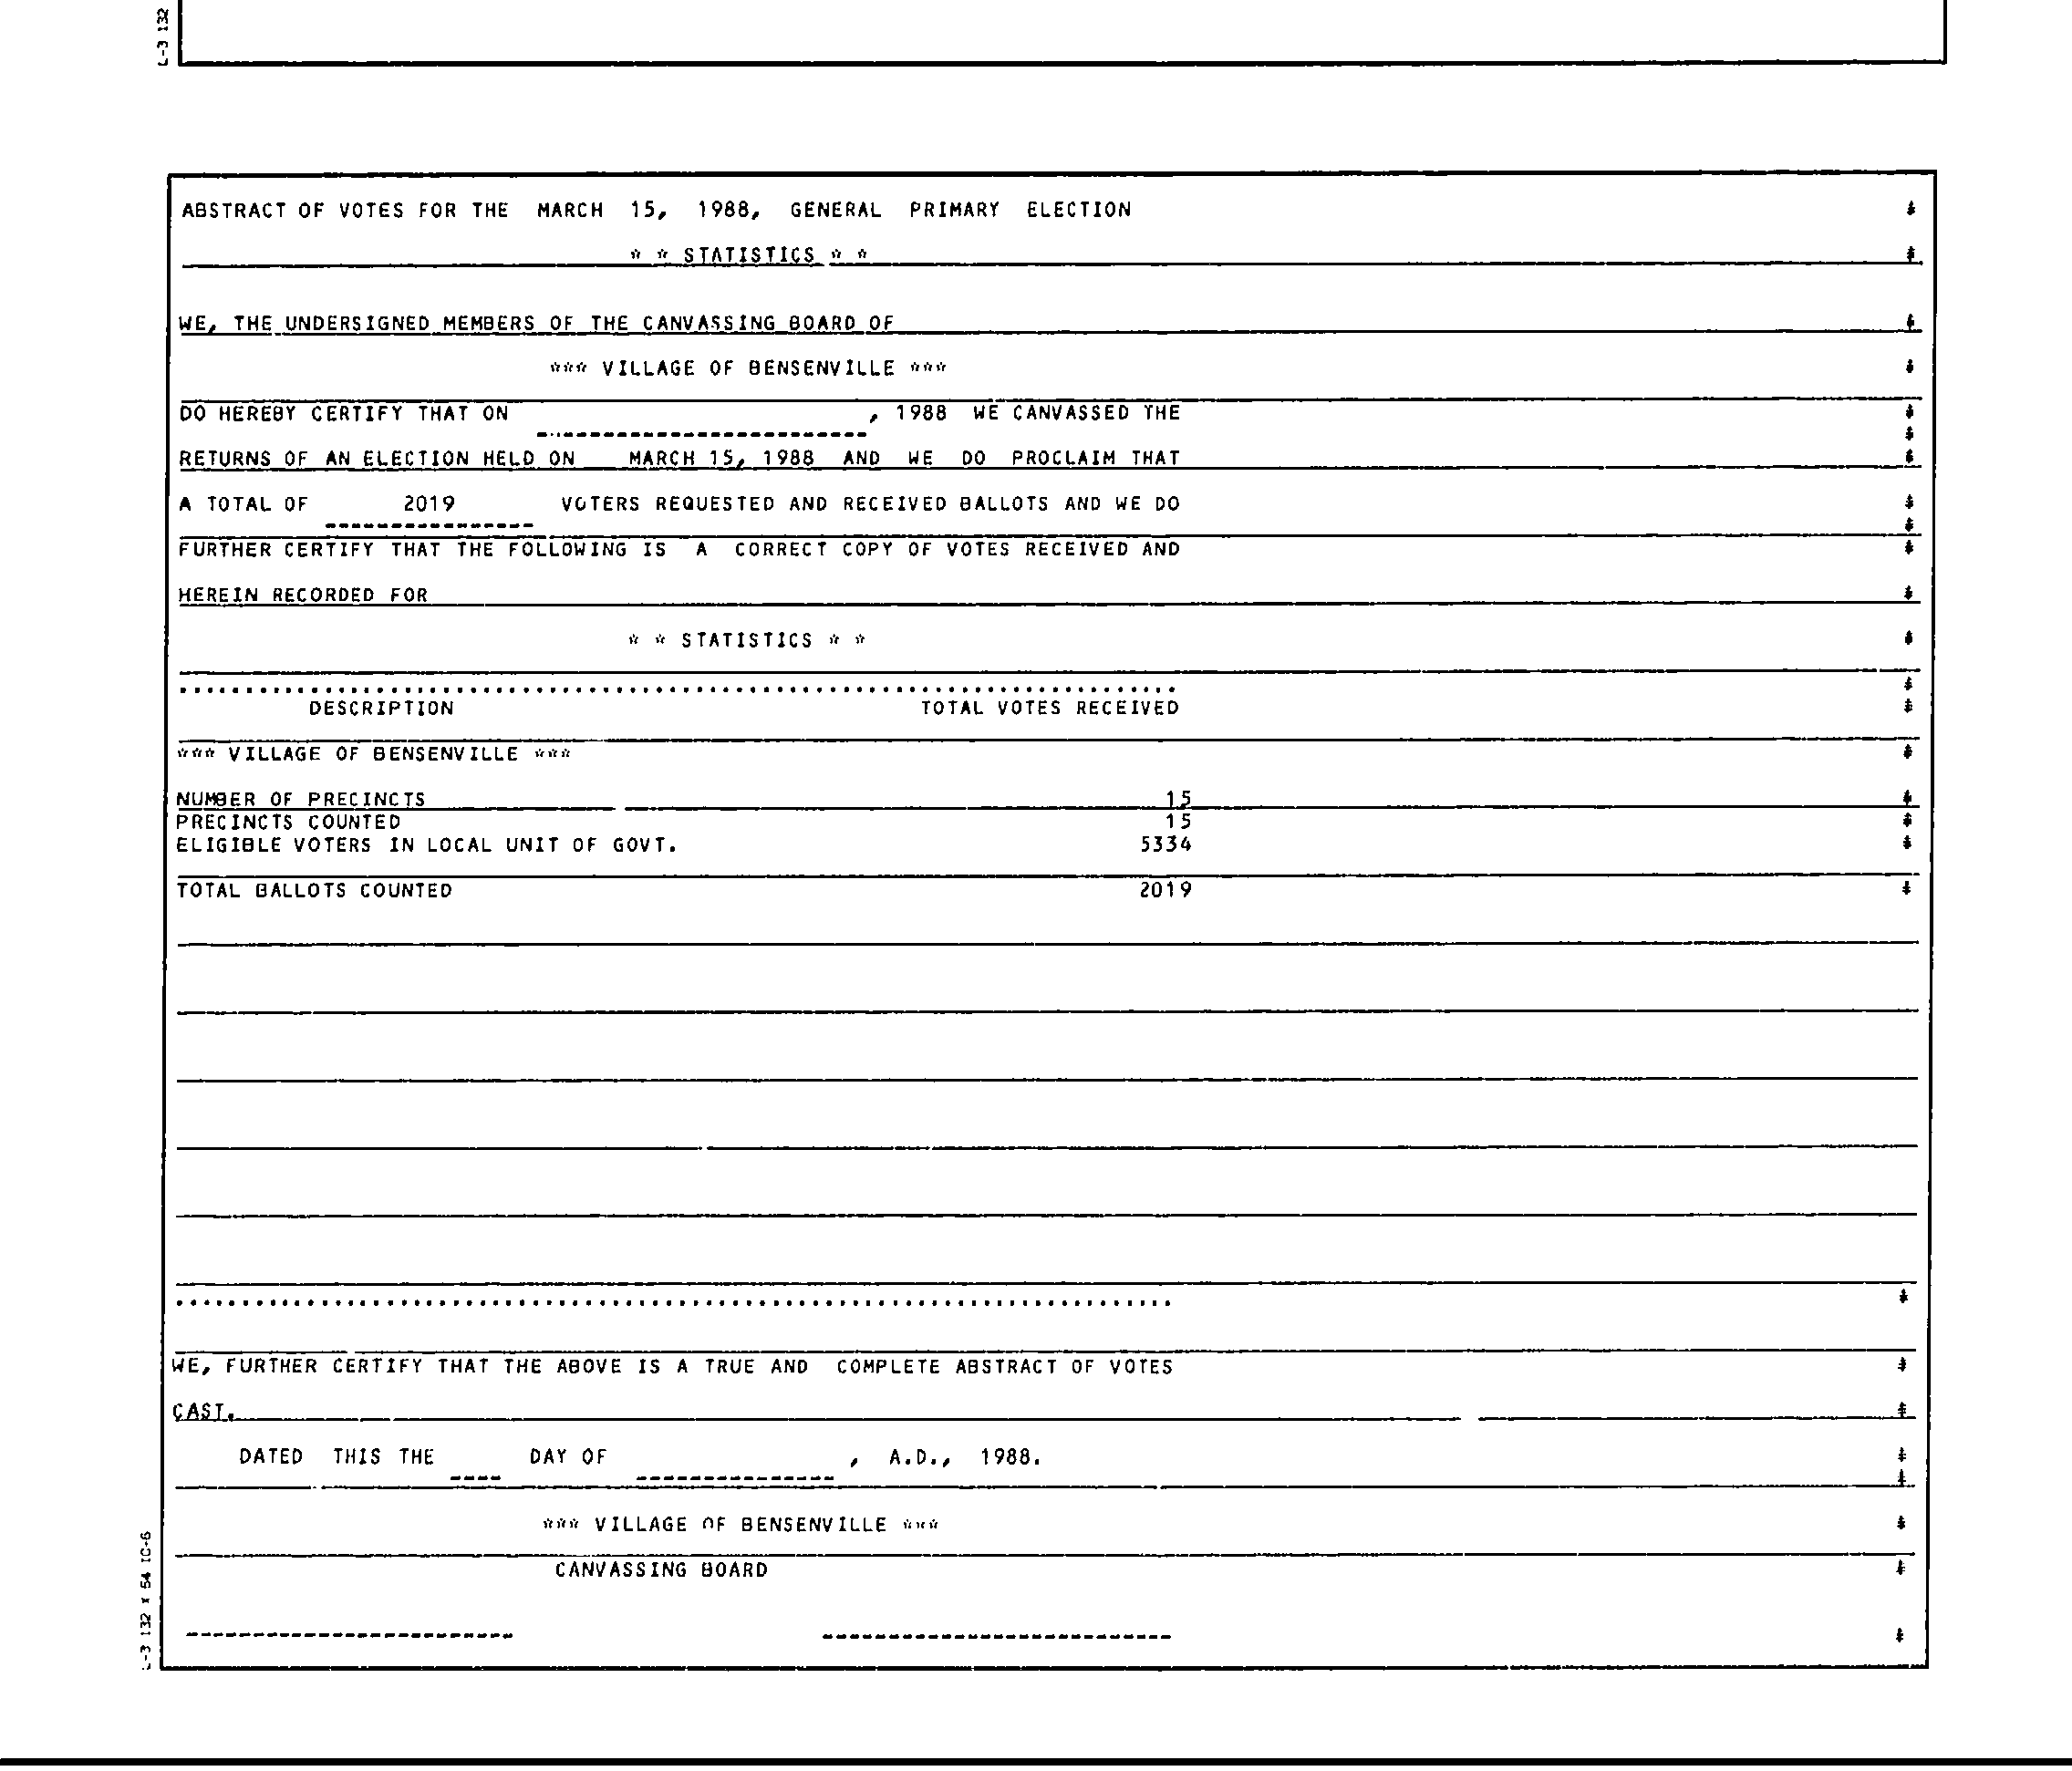 L-3 132
ABSTRACT OF VOTES FOR THE MARCH 15, 1988, GENERAL PRIMARY ELECTION
* * STATISTICS * *
WE, THE UNDERSIGNED MEMBERS OF THE CANVASSING BOARD OF
*** VILLAGE OF BENSENVILLE ***
DO HEREBY CERTIFY THAT ON , 1988 WE CANVASSED THE
RETURNS OF AN ELECTION HELD ON MARCH 15, 1988 AND WE DO PROCLAIM THAT
A TOTAL OF 2019 VOTERS REQUESTED AND RECEIVED BALLOTS AND WE DO
FURTHER CERTIFY THAT THE FOLLOWING IS A CORRECT COPY OF VOTES RECEIVED AND
HEREIN RECORDED FOR
* * STATISTICS * *
DESCRIPTION TOTAL VOTES RECEIVED
*** VILLAGE OF BENSENVILLE ***
NUMBER OF PRECINCTS 15
PRECINCTS COUNTED 15
ELIGIBLE VOTERS IN LOCAL UNIT OF GOVT. 5334
TOTAL BALLOTS COUNTED 2019
WE, FURTHER CERTIFY THAT THE ABOVE IS A TRUE AND COMPLETE ABSTRACT OF VOTES
CAST.
DATED THIS THE ---- DAY OF --------------- , A.D., 1988.
*** VILLAGE OF BENSENVILLE ***
CANVASSING BOARD
L-3 132 x 64 IC-6